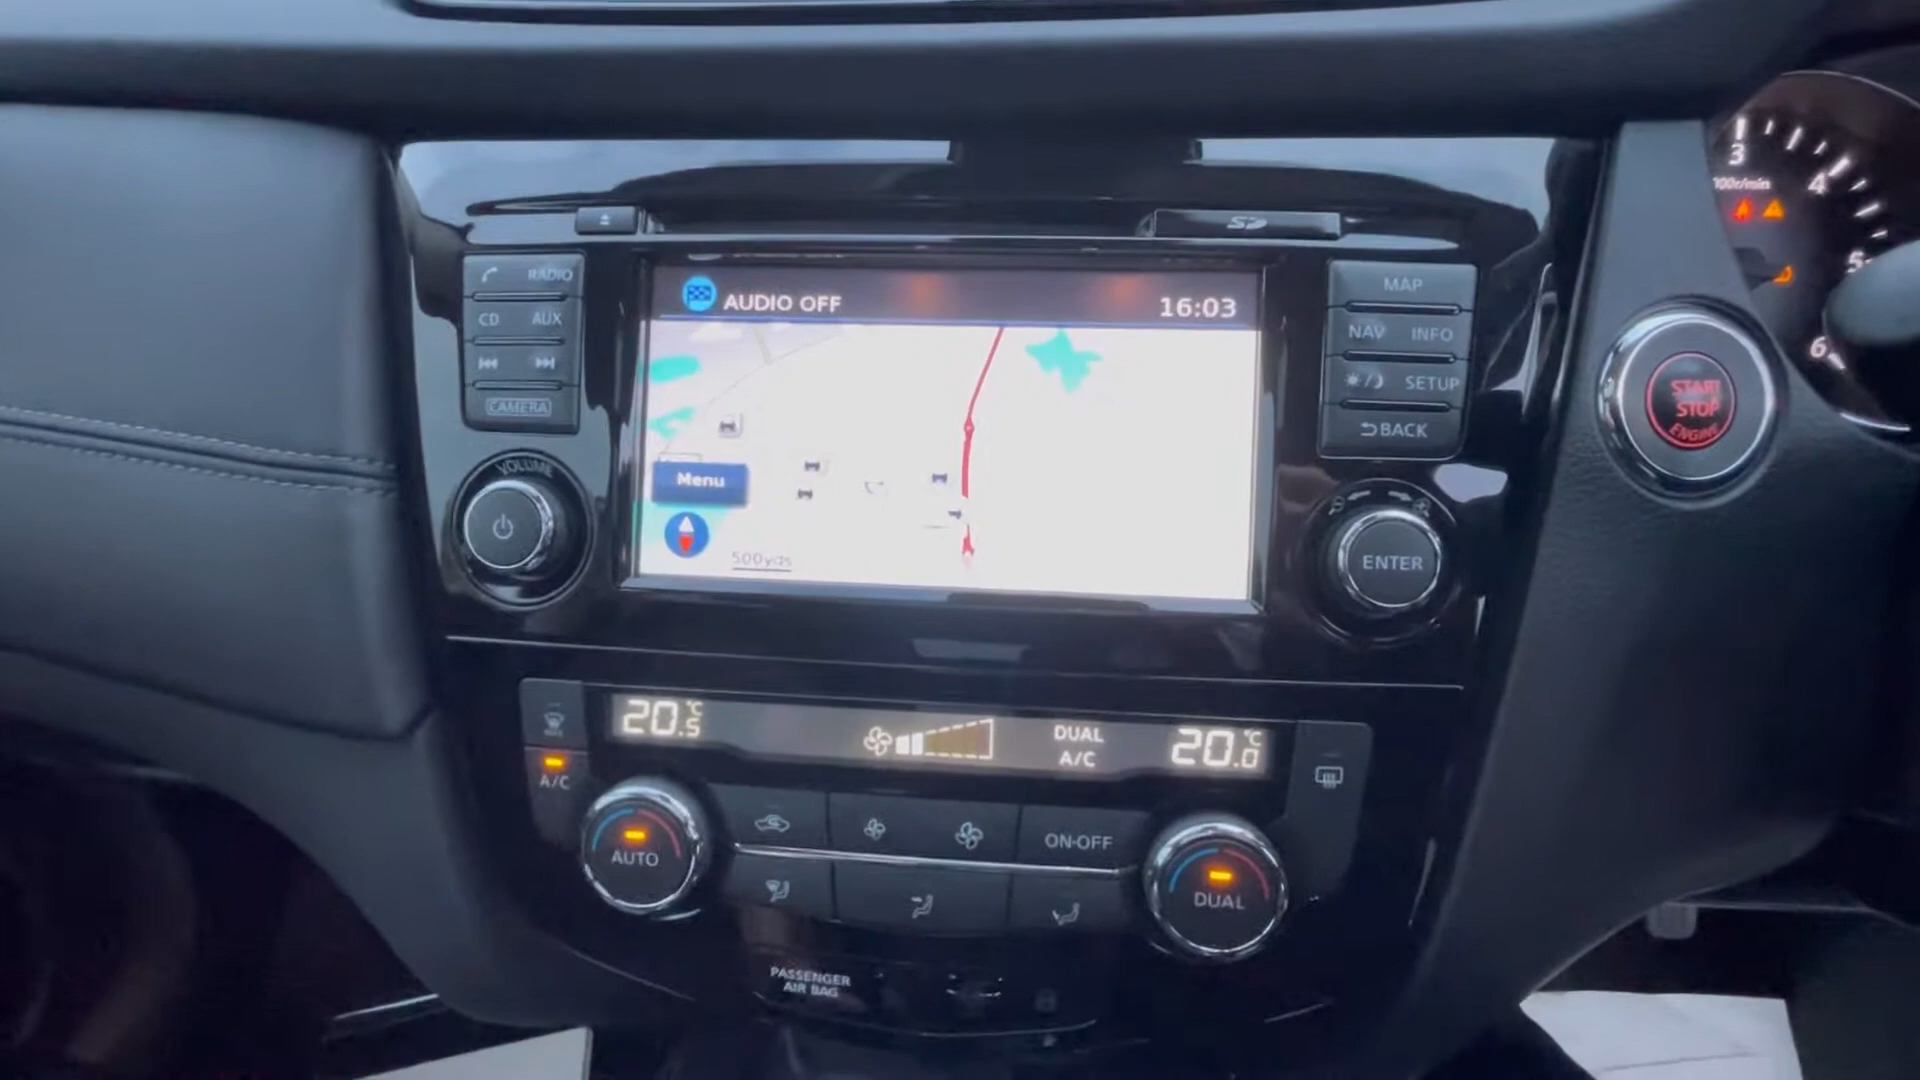 SD
RADIO
CD AUX
CAMERA
VOLUME
AUDIO OFF
16:03
Menu
500yds
MAP
NAV INFO
SETUP
BACK
ENTER
START
STOP
ENGINE
3
4
5
6
20.5°C
DUAL
A/C
20.0°C
A/C
AUTO
ON·OFF
DUAL
PASSENGER
AIR BAG